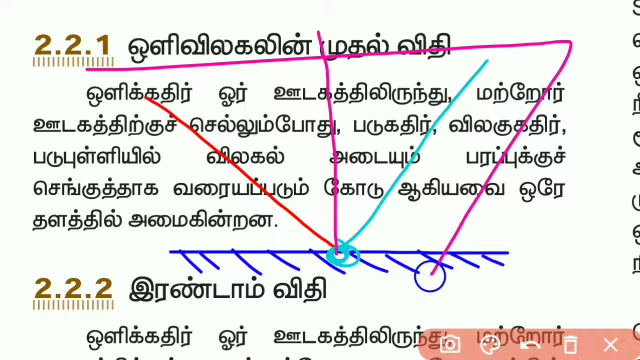 2.2.1 ஒளிவிலகலின் முதல் விதி
ஒளிக்கதிர் ஓர் ஊடகத்திலிருந்து, மற்றோர்
ஊடகத்திற்குச் செல்லும்போது, படுகதிர், விலகுகதிர்,
படுபுள்ளியில் விலகல் அடையும் பரப்புக்குச்
செங்குத்தாக வரையப்படும் கோடு ஆகியவை ஒரே
தளத்தில் அமைகின்றன.
2.2.2 இரண்டாம் விதி
ஒளிக்கதிர் ஓர் ஊடகத்திலிருந்து மற்றோர்